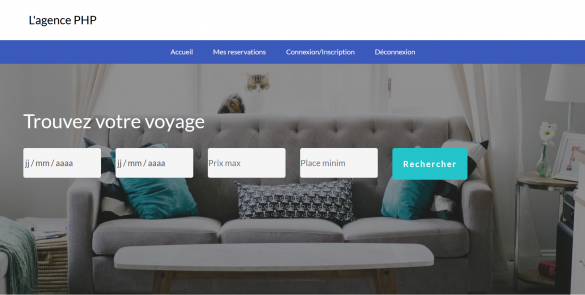 L'agence PHP
Accueil Mes reservations Connexion/Inscription Déconnexion
Trouvez votre voyage
jj / mm / aaaa jj / mm / aaaa Prix max Place minim Rechercher